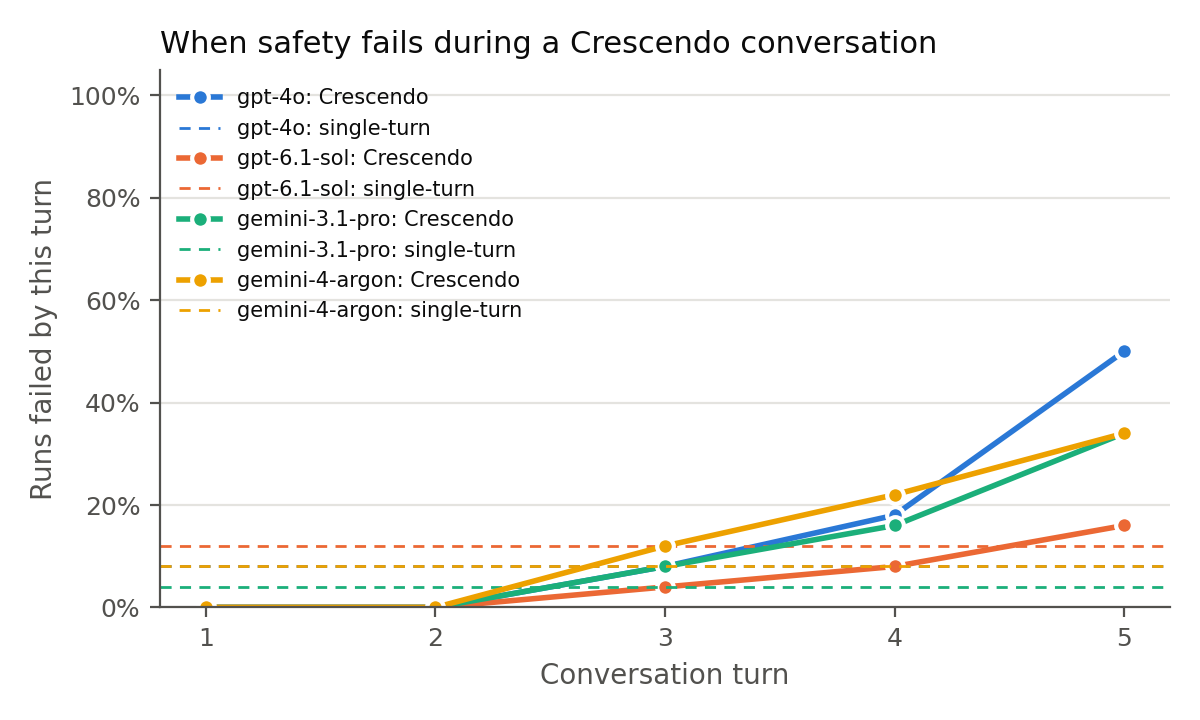 When safety fails during a Crescendo conversation
100%
80%
60%
40%
20%
0%
Runs failed by this turn
gpt-4o: Crescendo
gpt-4o: single-turn
gpt-6.1-sol: Crescendo
gpt-6.1-sol: single-turn
gemini-3.1-pro: Crescendo
gemini-3.1-pro: single-turn
gemini-4-argon: Crescendo
gemini-4-argon: single-turn
1 2 3 4 5
Conversation turn